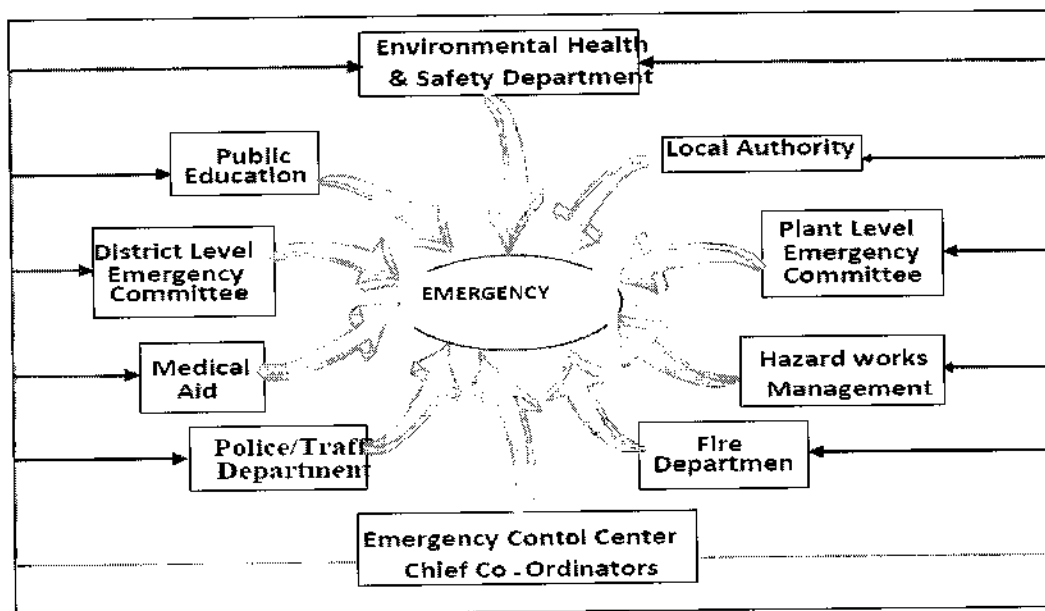 Environmental Health
& Safety Department
Public
Education
Local Authority
District Level
Emergency
Committee
Plant Level
Emergency
Committee
EMERGENCY
Medical
Aid
Hazard works
Management
Police/Traff
Department
Fire
Departmen
Emergency Contol Center
Chief Co - Ordinators